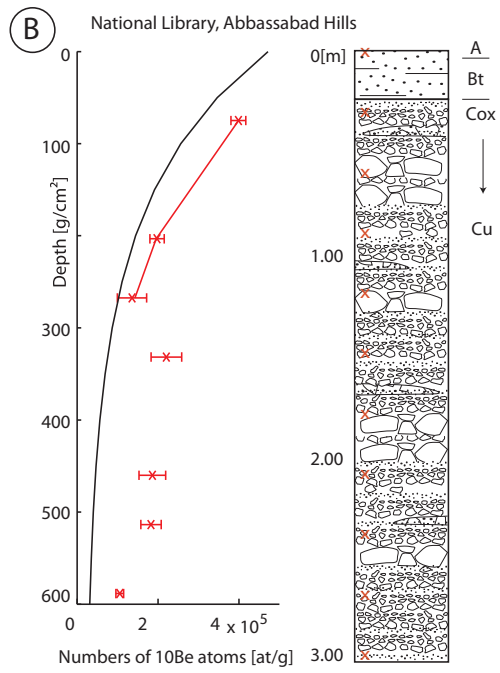 B
National Library, Abbassabad Hills
0
100
300
400
500
600
Depth [g/cm²]
0
2
4 x 10⁵
Numbers of 10Be atoms [at/g]
0[m]
1.00
2.00
3.00
A
Bt
Cox
Cu